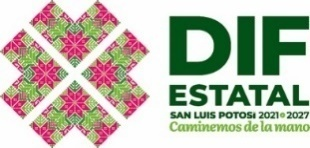 DIF
ESTATAL
SAN LUIS POTOSÍ 2021•2027
Caminemos de la mano